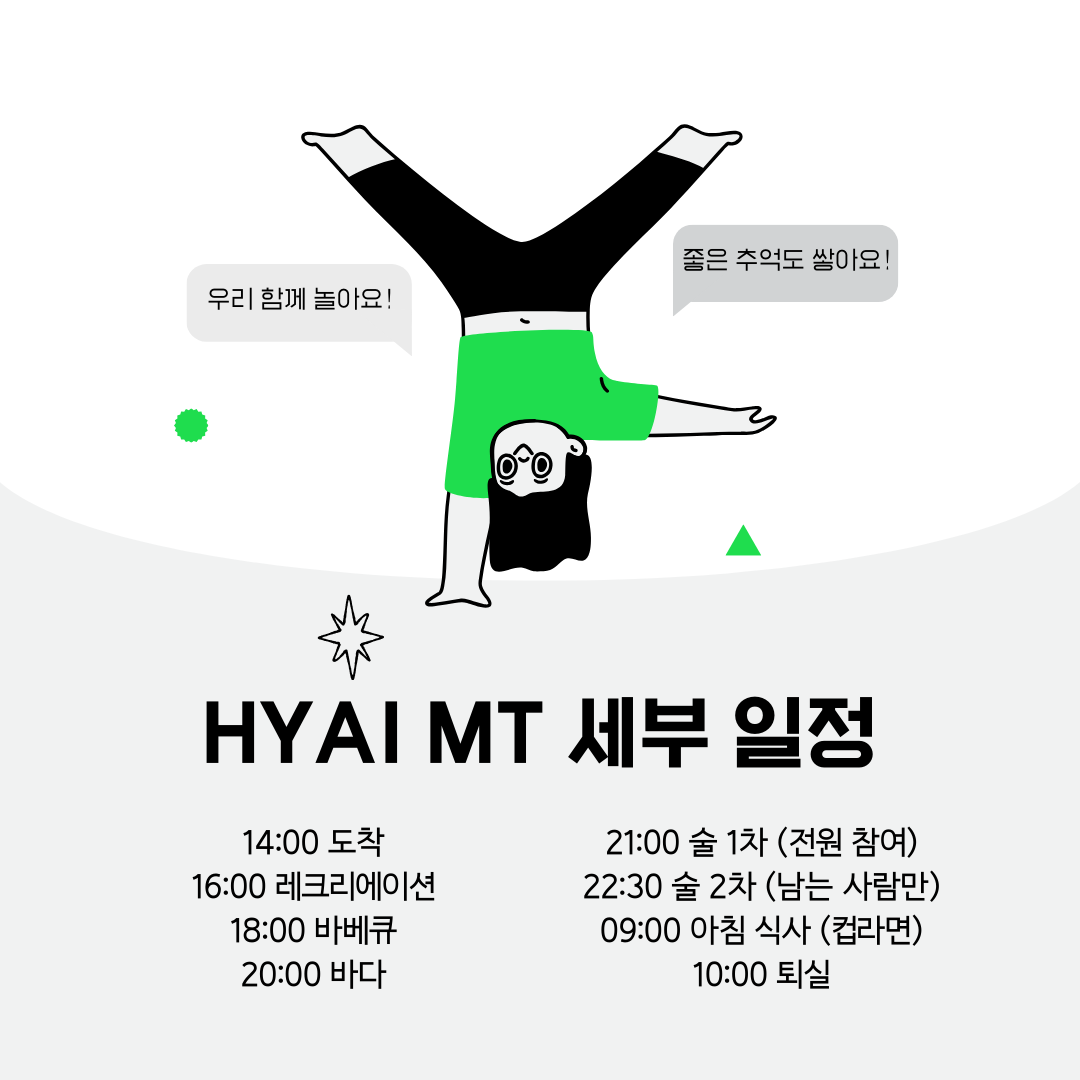 우리 함께 놀아요!
좋은 추억도 쌓아요!
HYAI MT 세부 일정
14:00 도착
16:00 레크리에이션
18:00 바베큐
20:00 바다
21:00 술 1차 (전원 참여)
22:30 술 2차 (남는 사람만)
09:00 아침 식사 (컵라면)
10:00 퇴실